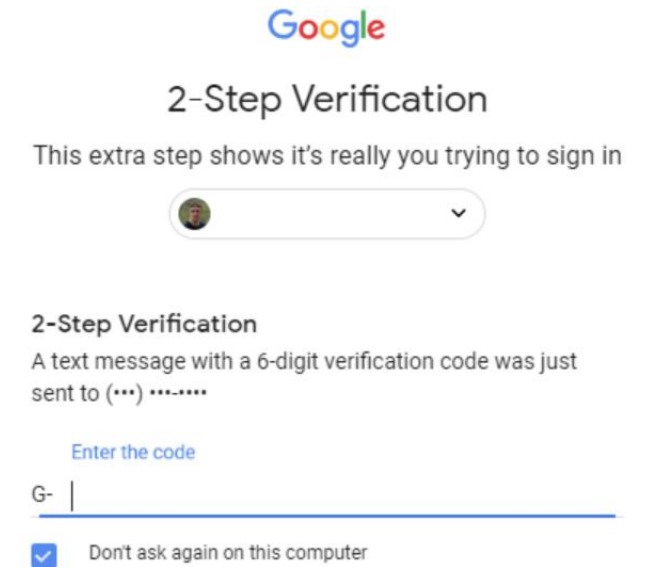 Google
2-Step Verification
This extra step shows it's really you trying to sign in
2-Step Verification
A text message with a 6-digit verification code was just
sent to (•••) •••-••••
Enter the code
G-
Don't ask again on this computer